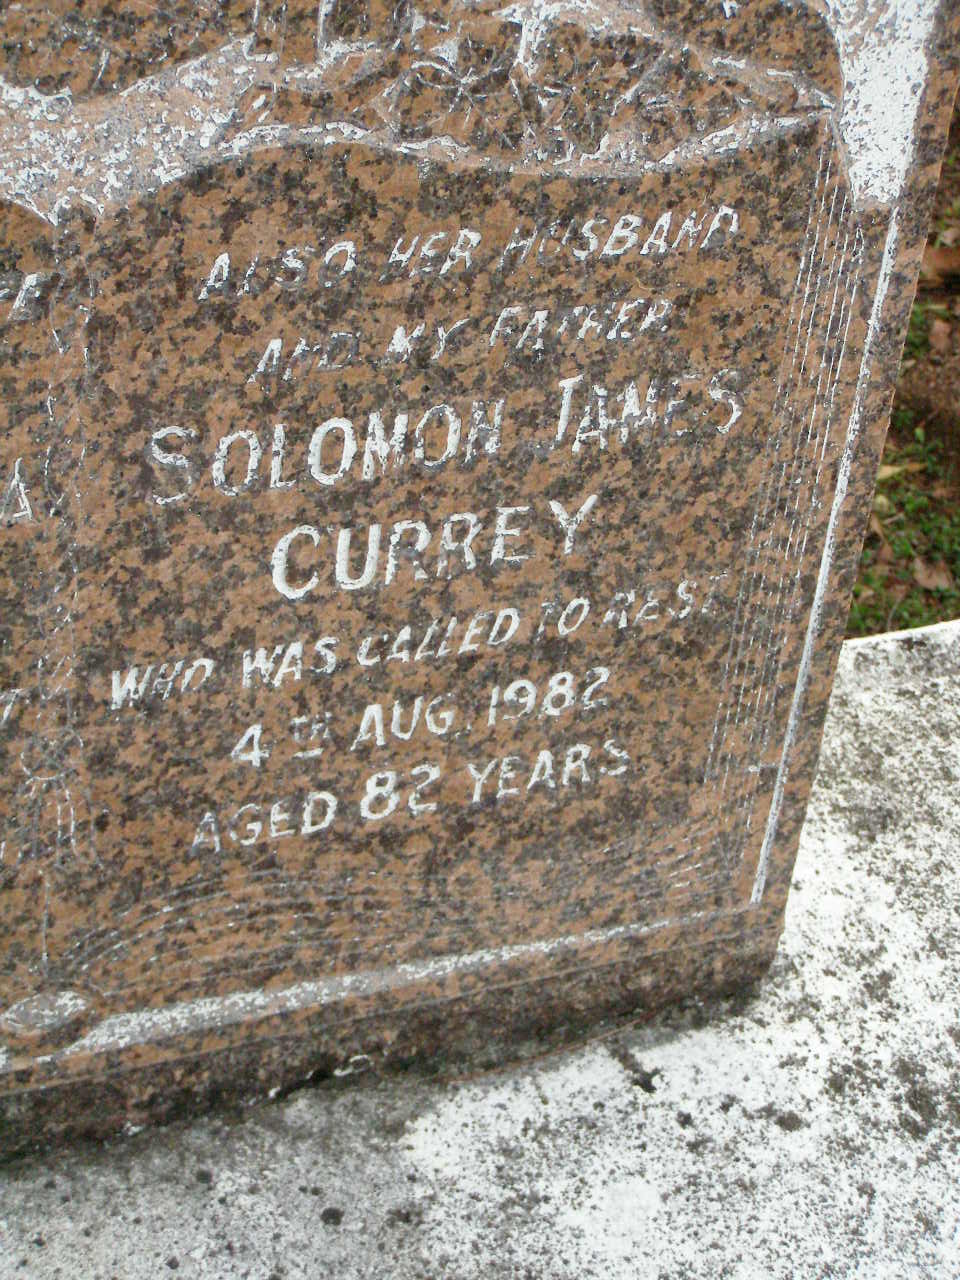 ALSO HER HUSBAND
AND MY FATHER
SOLOMON JAMES
CURREY
WHO WAS CALLED TO REST
4TH AUG. 1982
AGED 82 YEARS